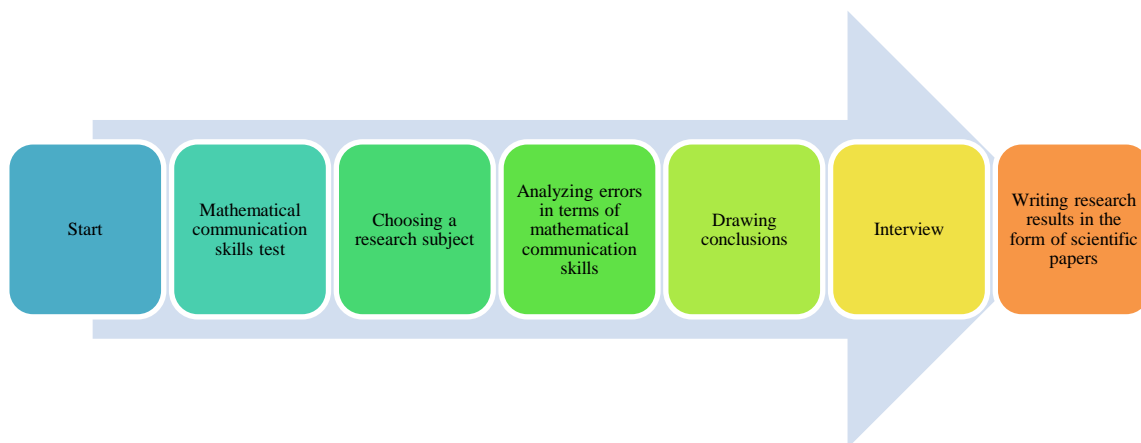 Start
Mathematical
communication
skills test
Choosing a
research subject
Analyzing errors
in terms of
mathematical
communication
skills
Drawing
conclusions
Interview
Writing research
results in the
form of scientific
papers